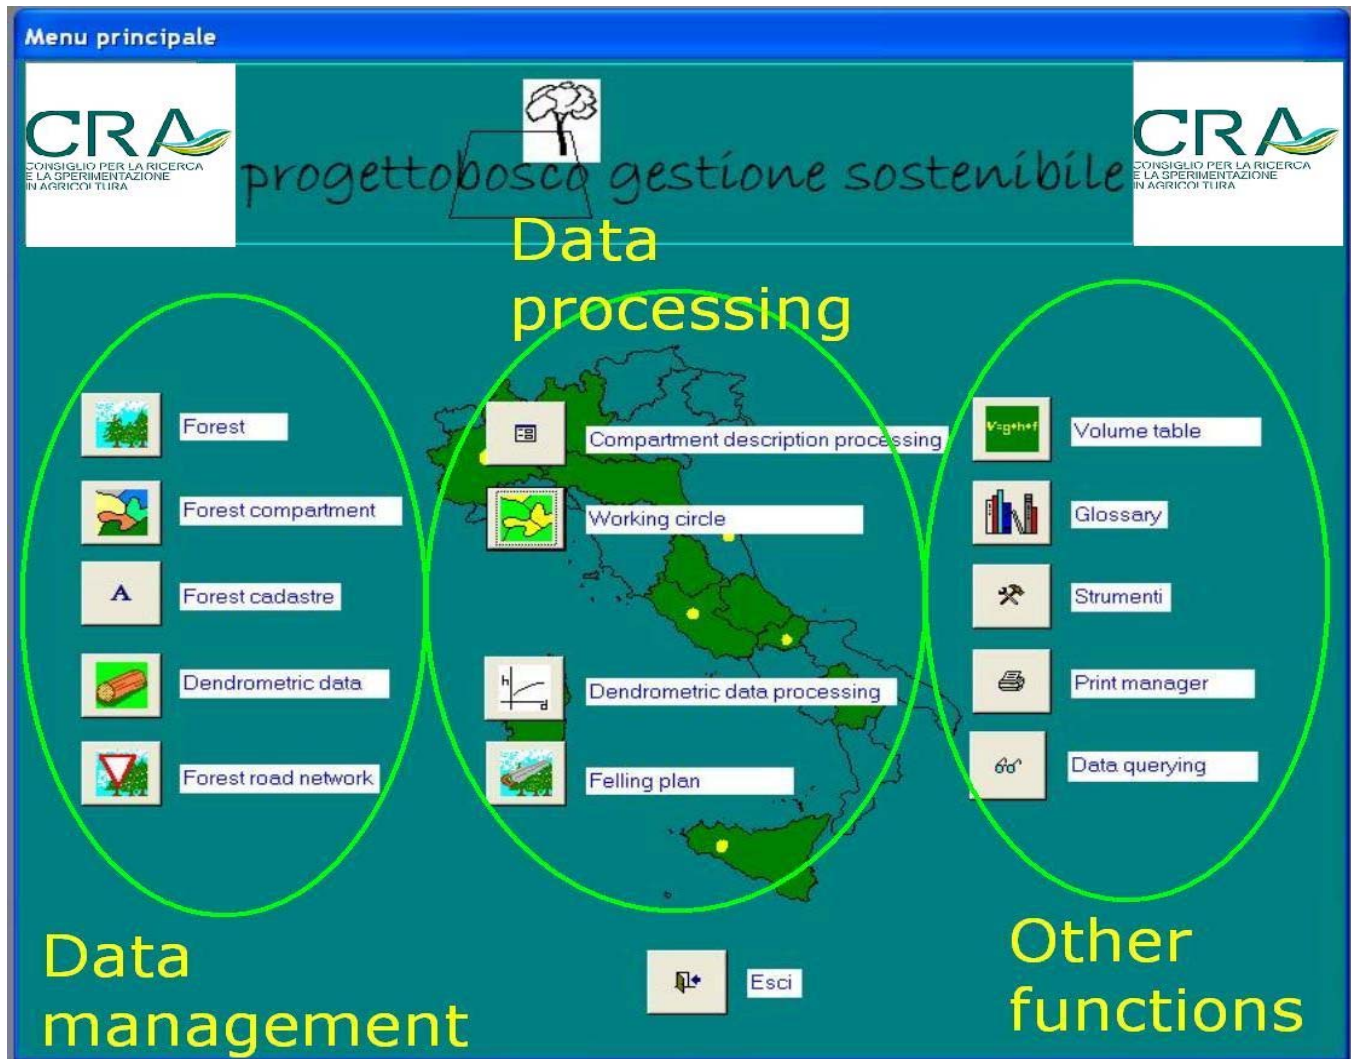 Menu principale
CRA
CONSIGLIO PER LA RICERCA
E LA SPERIMENTAZIONE
IN AGRICOLTURA
progettobosco gestione sostenibile
CRA
CONSIGLIO PER LA RICERCA
E LA SPERIMENTAZIONE
IN AGRICOLTURA
Data
processing
Forest
Forest compartment
A
Forest cadastre
Dendrometric data
Forest road network
Compartment description processing
Working circle
h
d
Dendrometric data processing
Felling plan
V=g*h*f
Volume table
Glossary
Strumenti
Print manager
Data querying
Data
management
Esci
Other
functions